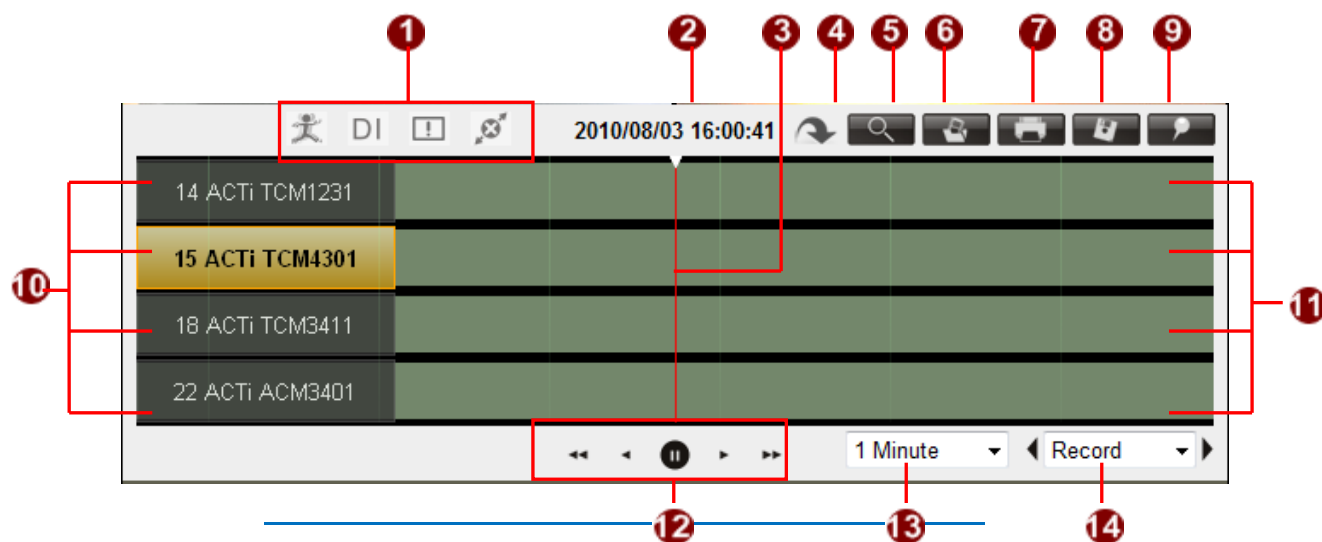 1 2 3 4 5 6 7 8 9
DI 2010/08/03 16:00:41
14 ACTi TCM1231
15 ACTi TCM4301
10 11
18 ACTi TCM3411
22 ACTi ACM3401
1 Minute Record
12 13 14